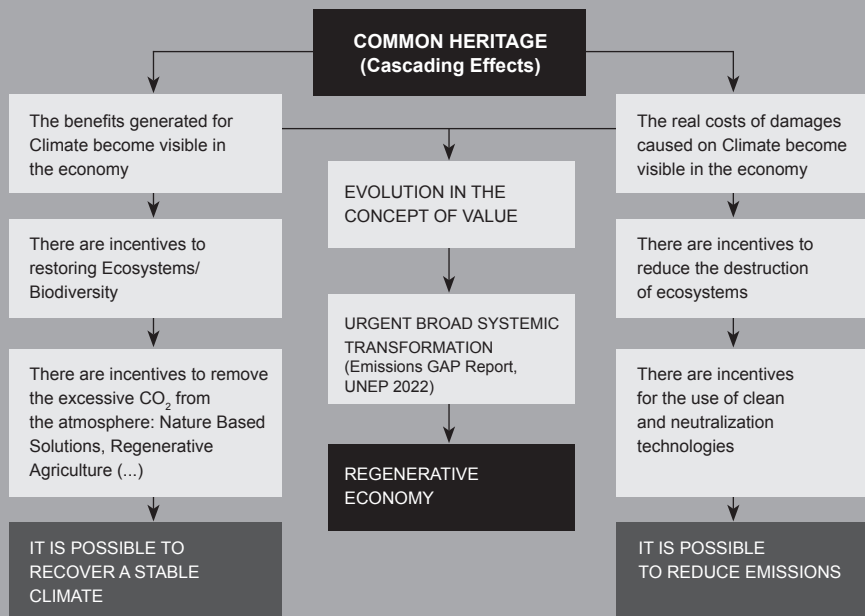 COMMON HERITAGE
(Cascading Effects)
The benefits generated for
Climate become visible in
the economy
There are incentives to
restoring Ecosystems/
Biodiversity
There are incentives to remove
the excessive CO₂ from
the atmosphere: Nature Based
Solutions, Regenerative
Agriculture (...)
IT IS POSSIBLE TO
RECOVER A STABLE
CLIMATE
EVOLUTION IN THE
CONCEPT OF VALUE
URGENT BROAD SYSTEMIC
TRANSFORMATION
(Emissions GAP Report,
UNEP 2022)
REGENERATIVE
ECONOMY
The real costs of damages
caused on Climate become
visible in the economy
There are incentives to
reduce the destruction
of ecosystems
There are incentives
for the use of clean
and neutralization
technologies
IT IS POSSIBLE
TO REDUCE EMISSIONS